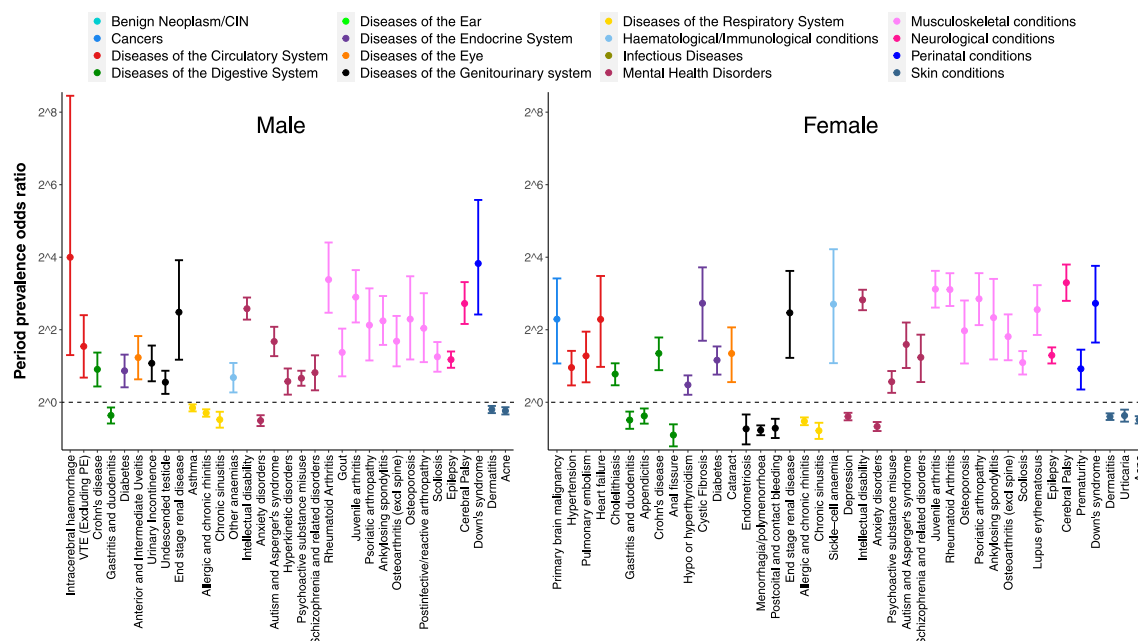 Benign Neoplasm/CIN
Cancers
Diseases of the Circulatory System
Diseases of the Digestive System
Diseases of the Ear
Diseases of the Endocrine System
Diseases of the Eye
Diseases of the Genitourinary system
Diseases of the Respiratory System
Haematological/Immunological conditions
Infectious Diseases
Mental Health Disorders
Musculoskeletal conditions
Neurological conditions
Perinatal conditions
Skin conditions
Period prevalence odds ratio
2^8
2^6
2^4
2^2
2^0
Male
Intracerebral haemorrhage
VTE (Excluding PE)
Crohn's disease
Gastritis and duodenitis
Diabetes
Anterior and Intermediate Uveitis
Urinary Incontinence
Undescended testicle
End stage renal disease
Asthma
Allergic and chronic rhinitis
Chronic sinusitis
Other anaemias
Intellectual disability
Anxiety disorders
Autism and Asperger's syndrome
Hyperkinetic disorders
Psychoactive substance misuse
Schizophrenia and related disorders
Rheumatoid Arthritis
Gout
Juvenile arthritis
Psoriatic arthropathy
Ankylosing spondylitis
Osteoarthritis (excl spine)
Osteoporosis
Postinfective/reactive arthropathy
Scoliosis
Epilepsy
Cerebral Palsy
Down's syndrome
Dermatitis
Acne
2^8
2^6
2^4
2^2
2^0
Female
Primary brain malignancy
Hypertension
Pulmonary embolism
Heart failure
Cholelithiasis
Gastritis and duodenitis
Appendicitis
Crohn's disease
Anal fissure
Hypo or hyperthyroidism
Diabetes
Cystic Fibrosis
Cataract
Endometriosis
Menorrhagia/polymenorrhoea
Postcoital and contact bleeding
End stage renal disease
Allergic and chronic rhinitis
Chronic sinusitis
Sickle-cell anaemia
Depression
Intellectual disability
Anxiety disorders
Psychoactive substance misuse
Autism and Asperger's syndrome
Schizophrenia and related disorders
Juvenile arthritis
Rheumatoid Arthritis
Osteoporosis
Psoriatic arthropathy
Ankylosing spondylitis
Osteoarthritis (excl spine)
Scoliosis
Lupus erythematosus
Epilepsy
Cerebral Palsy
Prematurity
Down's syndrome
Dermatitis
Urticaria